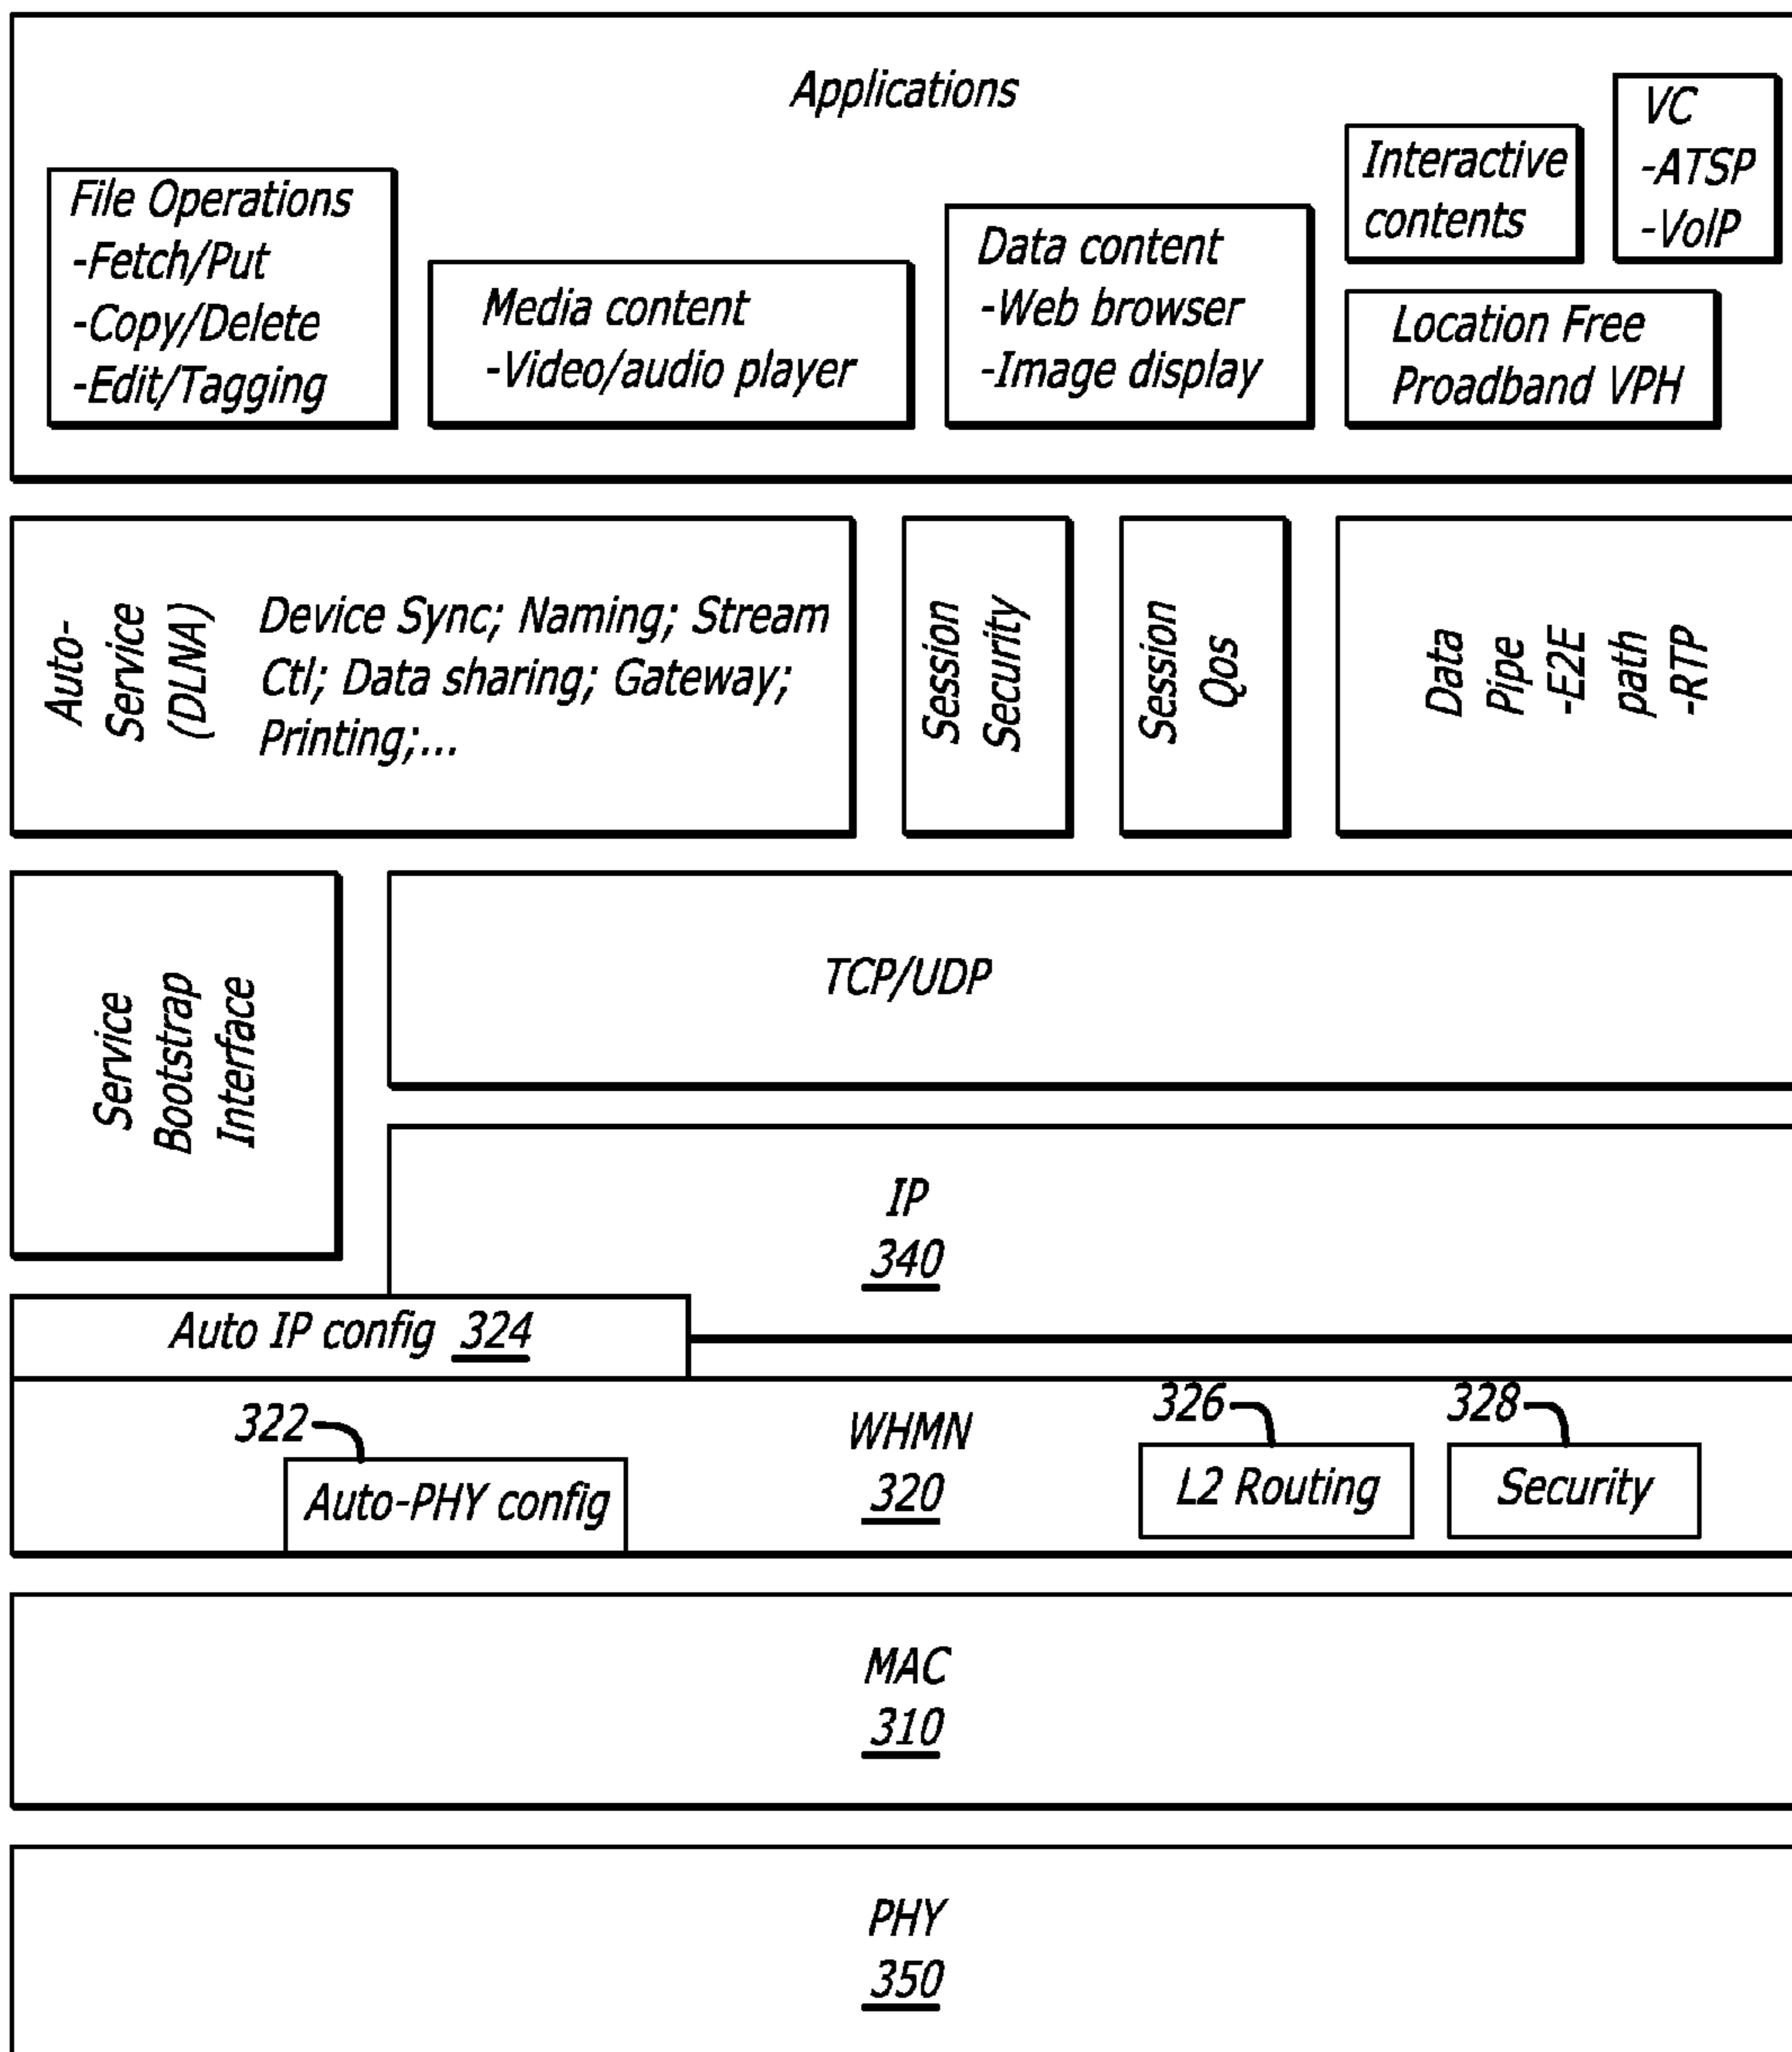 Applications
File Operations
-Fetch/Put
-Copy/Delete
-Edit/Tagging
Media content
-Video/audio player
Data content
-Web browser
-Image display
Interactive
contents
VC
-ATSP
-VoIP
Location Free
Proadband VPH
Auto-
Service
(DLNA)
Device Sync; Naming; Stream
Ctl; Data sharing; Gateway;
Printing;...
Session
Security
Session
Qos
Data
Pipe
-E2E
path
-RTP
Service
Bootstrap
Interface
TCP/UDP
IP
340
Auto IP config 324
322
Auto-PHY config
WHMN
320
326
L2 Routing
328
Security
MAC
310
PHY
350